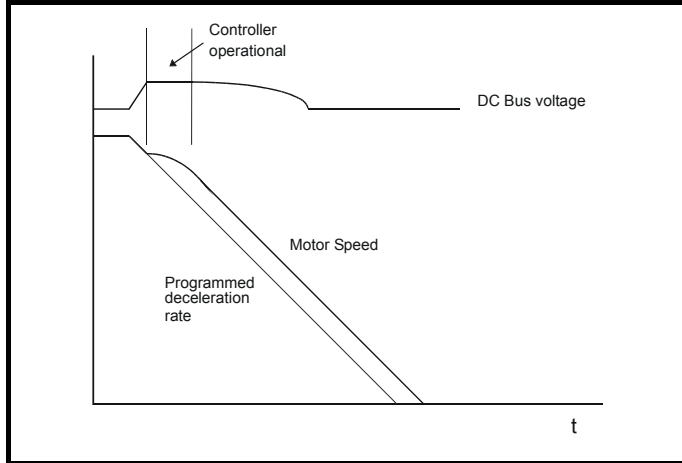 Controller
operational
DC Bus voltage
Motor Speed
Programmed
deceleration
rate
t